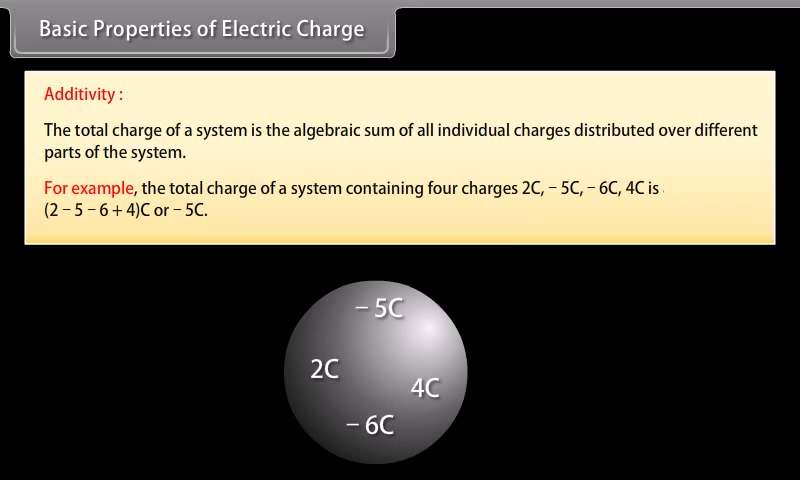 Basic Properties of Electric Charge
Additivity :
The total charge of a system is the algebraic sum of all individual charges distributed over different
parts of the system.
For example, the total charge of a system containing four charges 2C, – 5C, – 6C, 4C is
(2 – 5 – 6 + 4)C or – 5C.
– 5C
2C
4C
– 6C